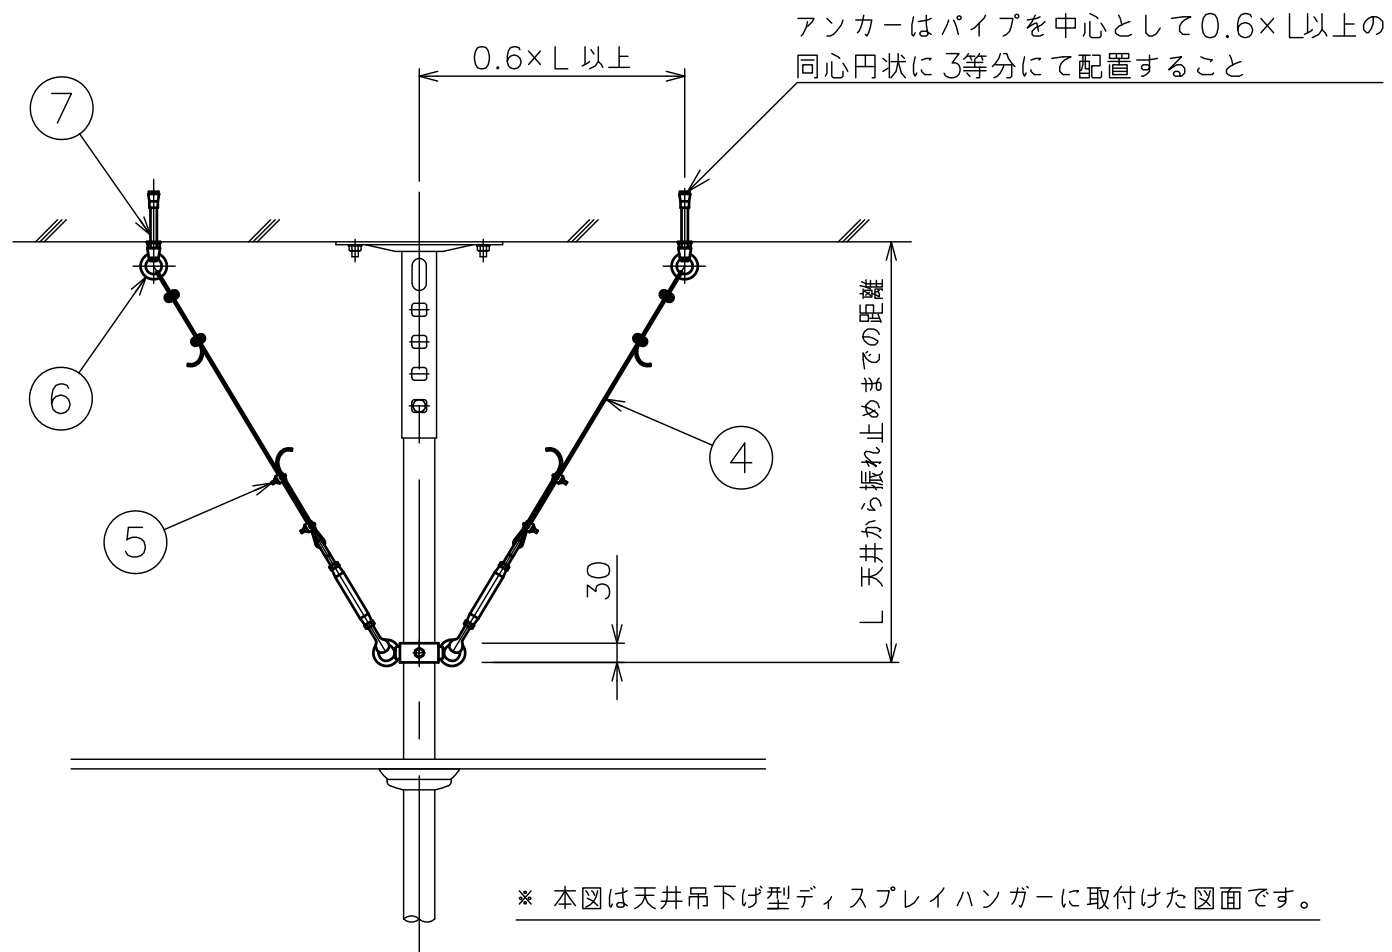 アンカーはパイプを中心として0.6×L以上の
同心円状に3等分にて配置すること
0.6×L 以上
7
6
5
4
30
L 天井から振れ止めまでの距離
※ 本図は天井吊下げ型ディスプレイハンガーに取付けた図面です。